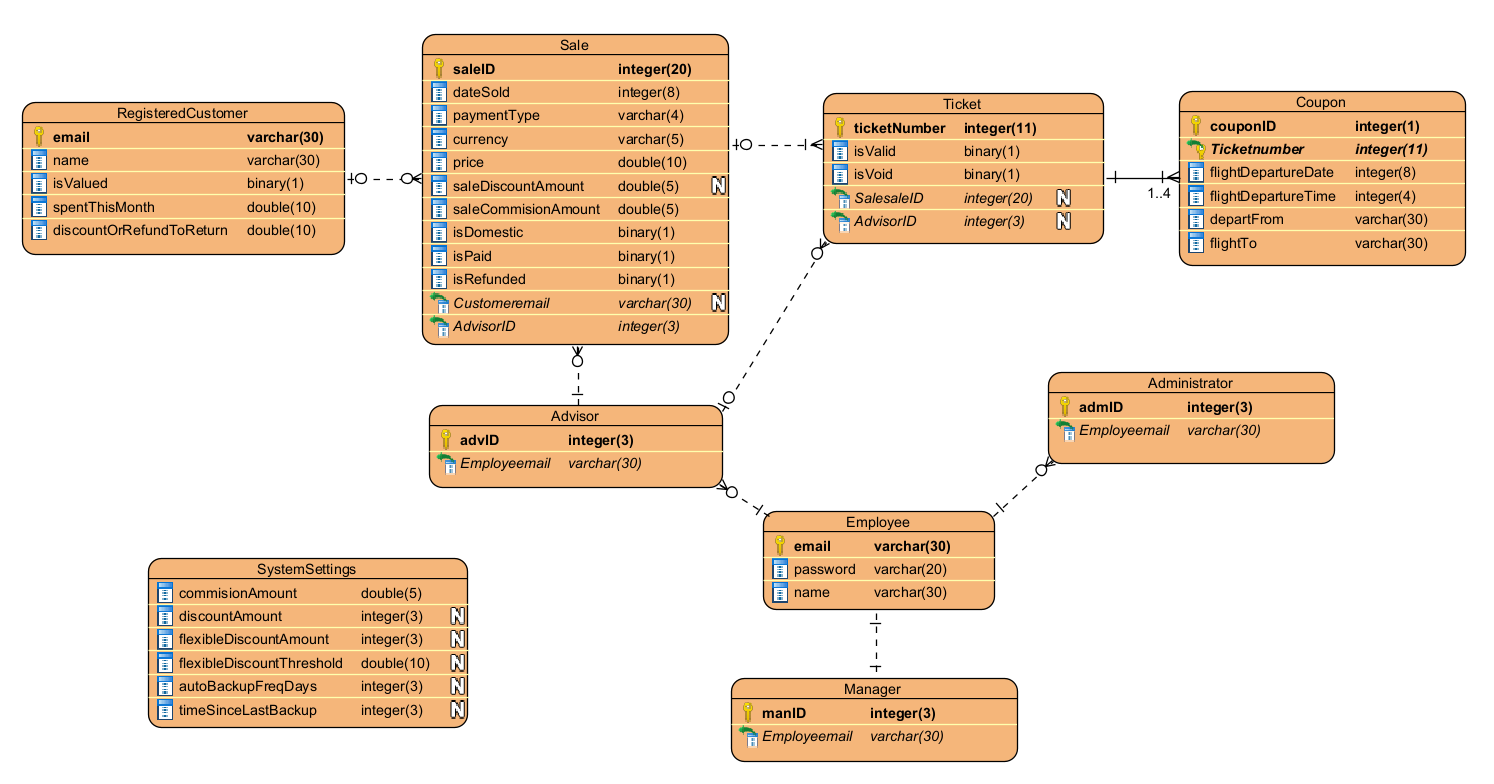 Sale
saleID integer(20)
dateSold integer(8)
paymentType varchar(4)
currency varchar(5)
price double(10)
saleDiscountAmount double(5) N
saleCommisionAmount double(5)
isDomestic binary(1)
isPaid binary(1)
isRefunded binary(1)
Customeremail varchar(30) N
AdvisorID integer(3)
RegisteredCustomer
email varchar(30)
name varchar(30)
isValued binary(1)
spentThisMonth double(10)
discountOrRefundToReturn double(10)
Ticket
ticketNumber integer(11)
isValid binary(1)
isVoid binary(1)
SalesaleID integer(20) N
AdvisorID integer(3) N
1..4
Coupon
couponID integer(1)
Ticketnumber integer(11)
flightDepartureDate integer(8)
flightDepartureTime integer(4)
departFrom varchar(30)
flightTo varchar(30)
Advisor
advID integer(3)
Employeemail varchar(30)
Administrator
admID integer(3)
Employeemail varchar(30)
Employee
email varchar(30)
password varchar(20)
name varchar(30)
SystemSettings
commisionAmount double(5)
discountAmount integer(3) N
flexibleDiscountAmount integer(3) N
flexibleDiscountThreshold double(10) N
autoBackupFreqDays integer(3) N
timeSinceLastBackup integer(3) N
Manager
manID integer(3)
Employeemail varchar(30)